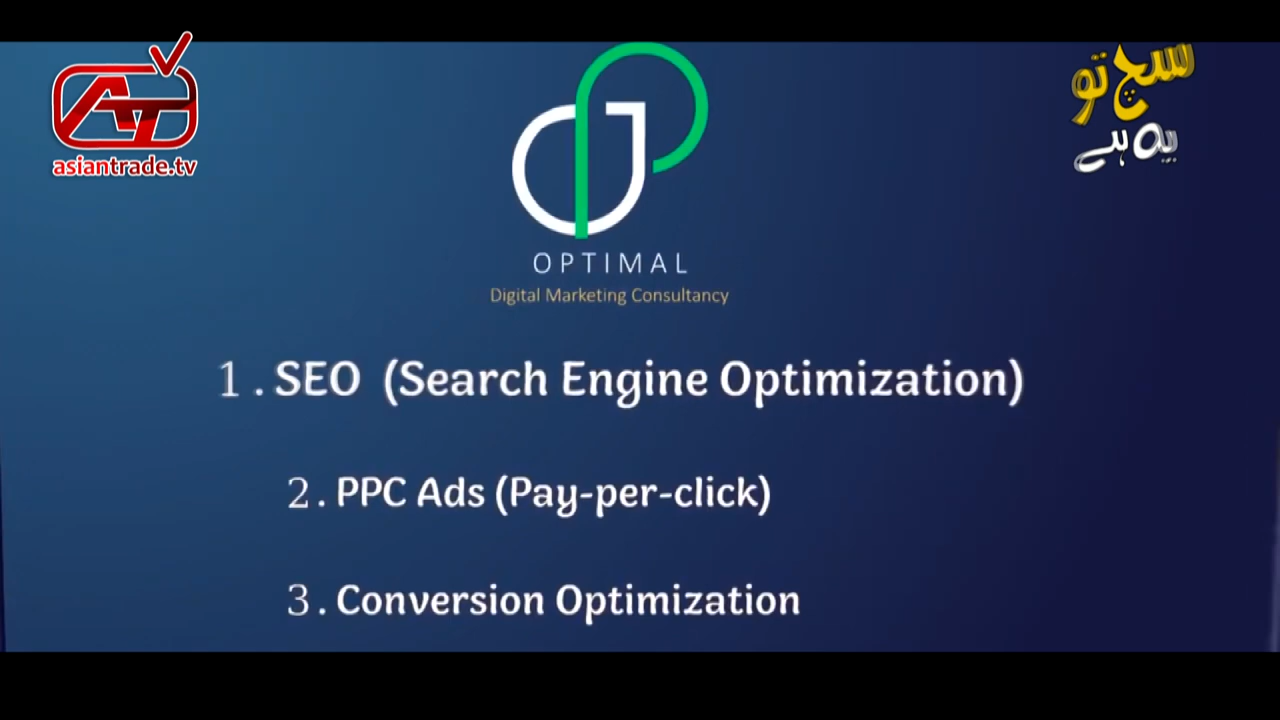 asiantrade.tv
سچ تو
یہ ہے
OPTIMAL
Digital Marketing Consultancy
1. SEO (Search Engine Optimization)
2. PPC Ads (Pay-per-click)
3. Conversion Optimization